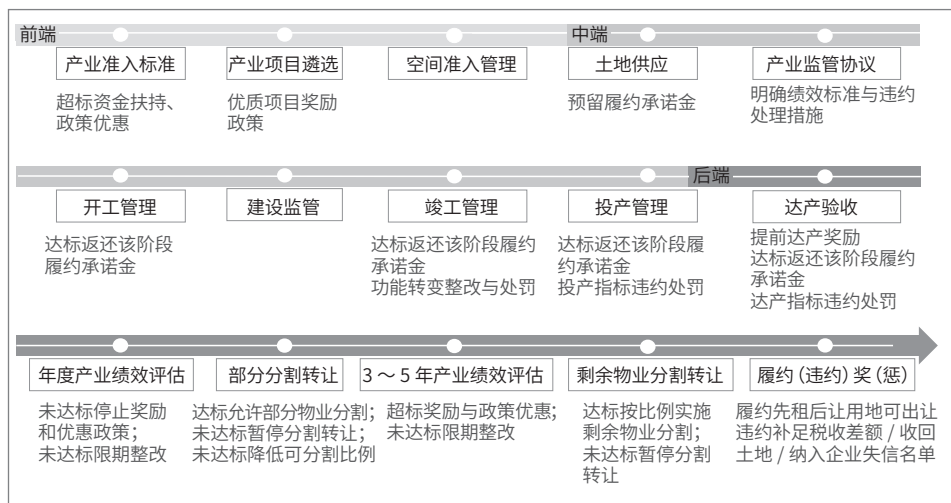 前端
中端
产业准入标准
产业项目遴选
空间准入管理
土地供应
产业监管协议
超标资金扶持、
政策优惠
优质项目奖励
政策
预留履约承诺金
明确绩效标准与违约
处理措施
后端
开工管理
建设监管
竣工管理
投产管理
达产验收
达标返还该阶段
履约承诺金
达标返还该阶段履约
承诺金
功能转变整改与处罚
达标返还该阶段履
约承诺金
投产指标违约处罚
提前达产奖励
达标返还该阶段履约
承诺金
达产指标违约处罚
年度产业绩效评估
部分分割转让
3～5年产业绩效评估
剩余物业分割转让
履约(违约)奖(惩)
未达标停止奖励
和优惠政策；
未达标限期整改
达标允许部分物业分割；
未达标暂停分割转让；
未达标降低可分割比例
超标奖励与政策优惠；
未达标限期整改
达标按比例实施
剩余物业分割；
未达标暂停分割
转让
履约先租后让用地可出让
违约补足税收差额/收回
土地/纳入企业失信名单